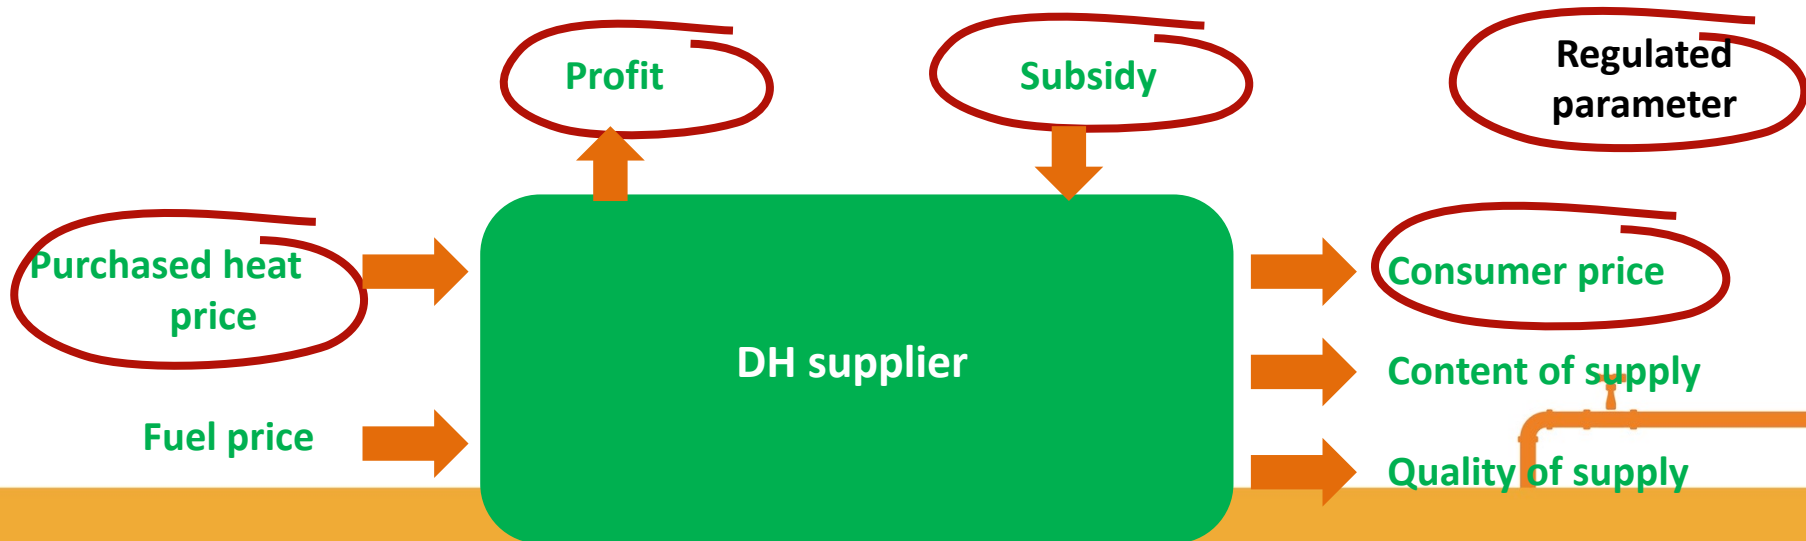 Profit
Subsidy
Regulated
parameter
Purchased heat
price
Consumer price
DH supplier
Content of supply
Fuel price
Quality of supply